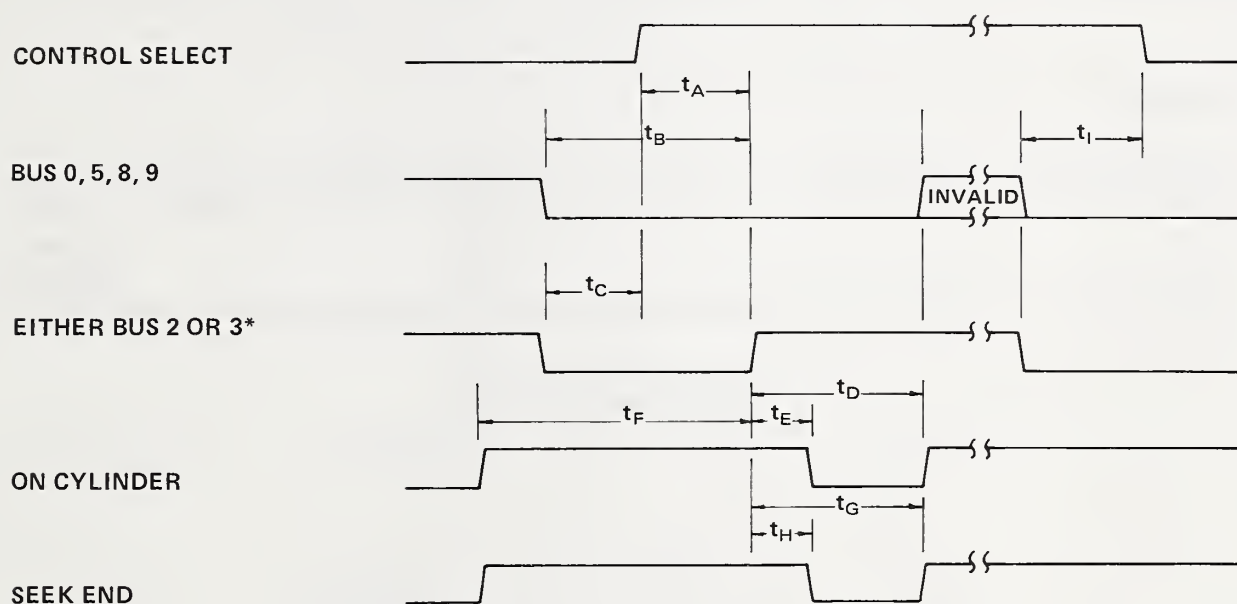 CONTROL SELECT
tA
tB
tI
BUS 0, 5, 8, 9
INVALID
tC
EITHER BUS 2 OR 3*
tD
tF
tE
ON CYLINDER
tG
tH
SEEK END